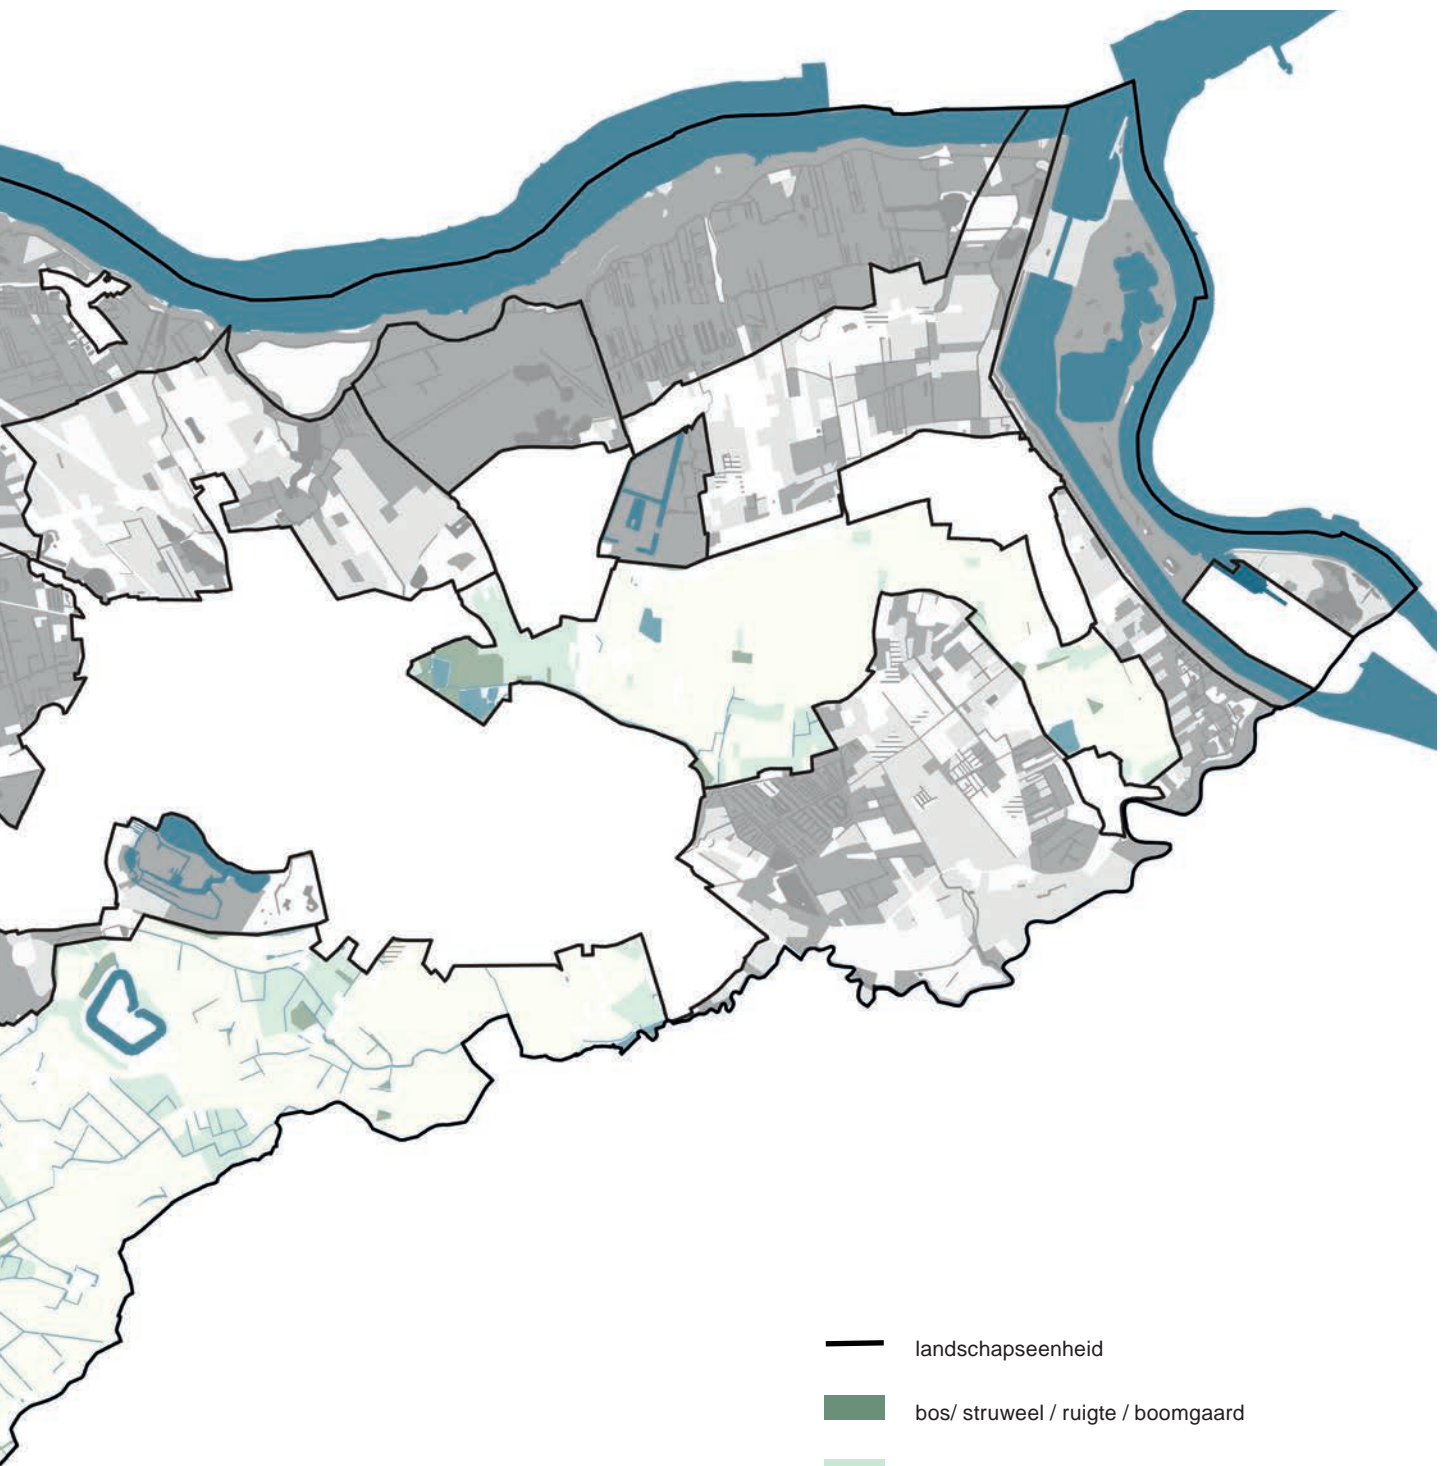 landschapseenheid
bos/ struweel / ruigte / boomgaard